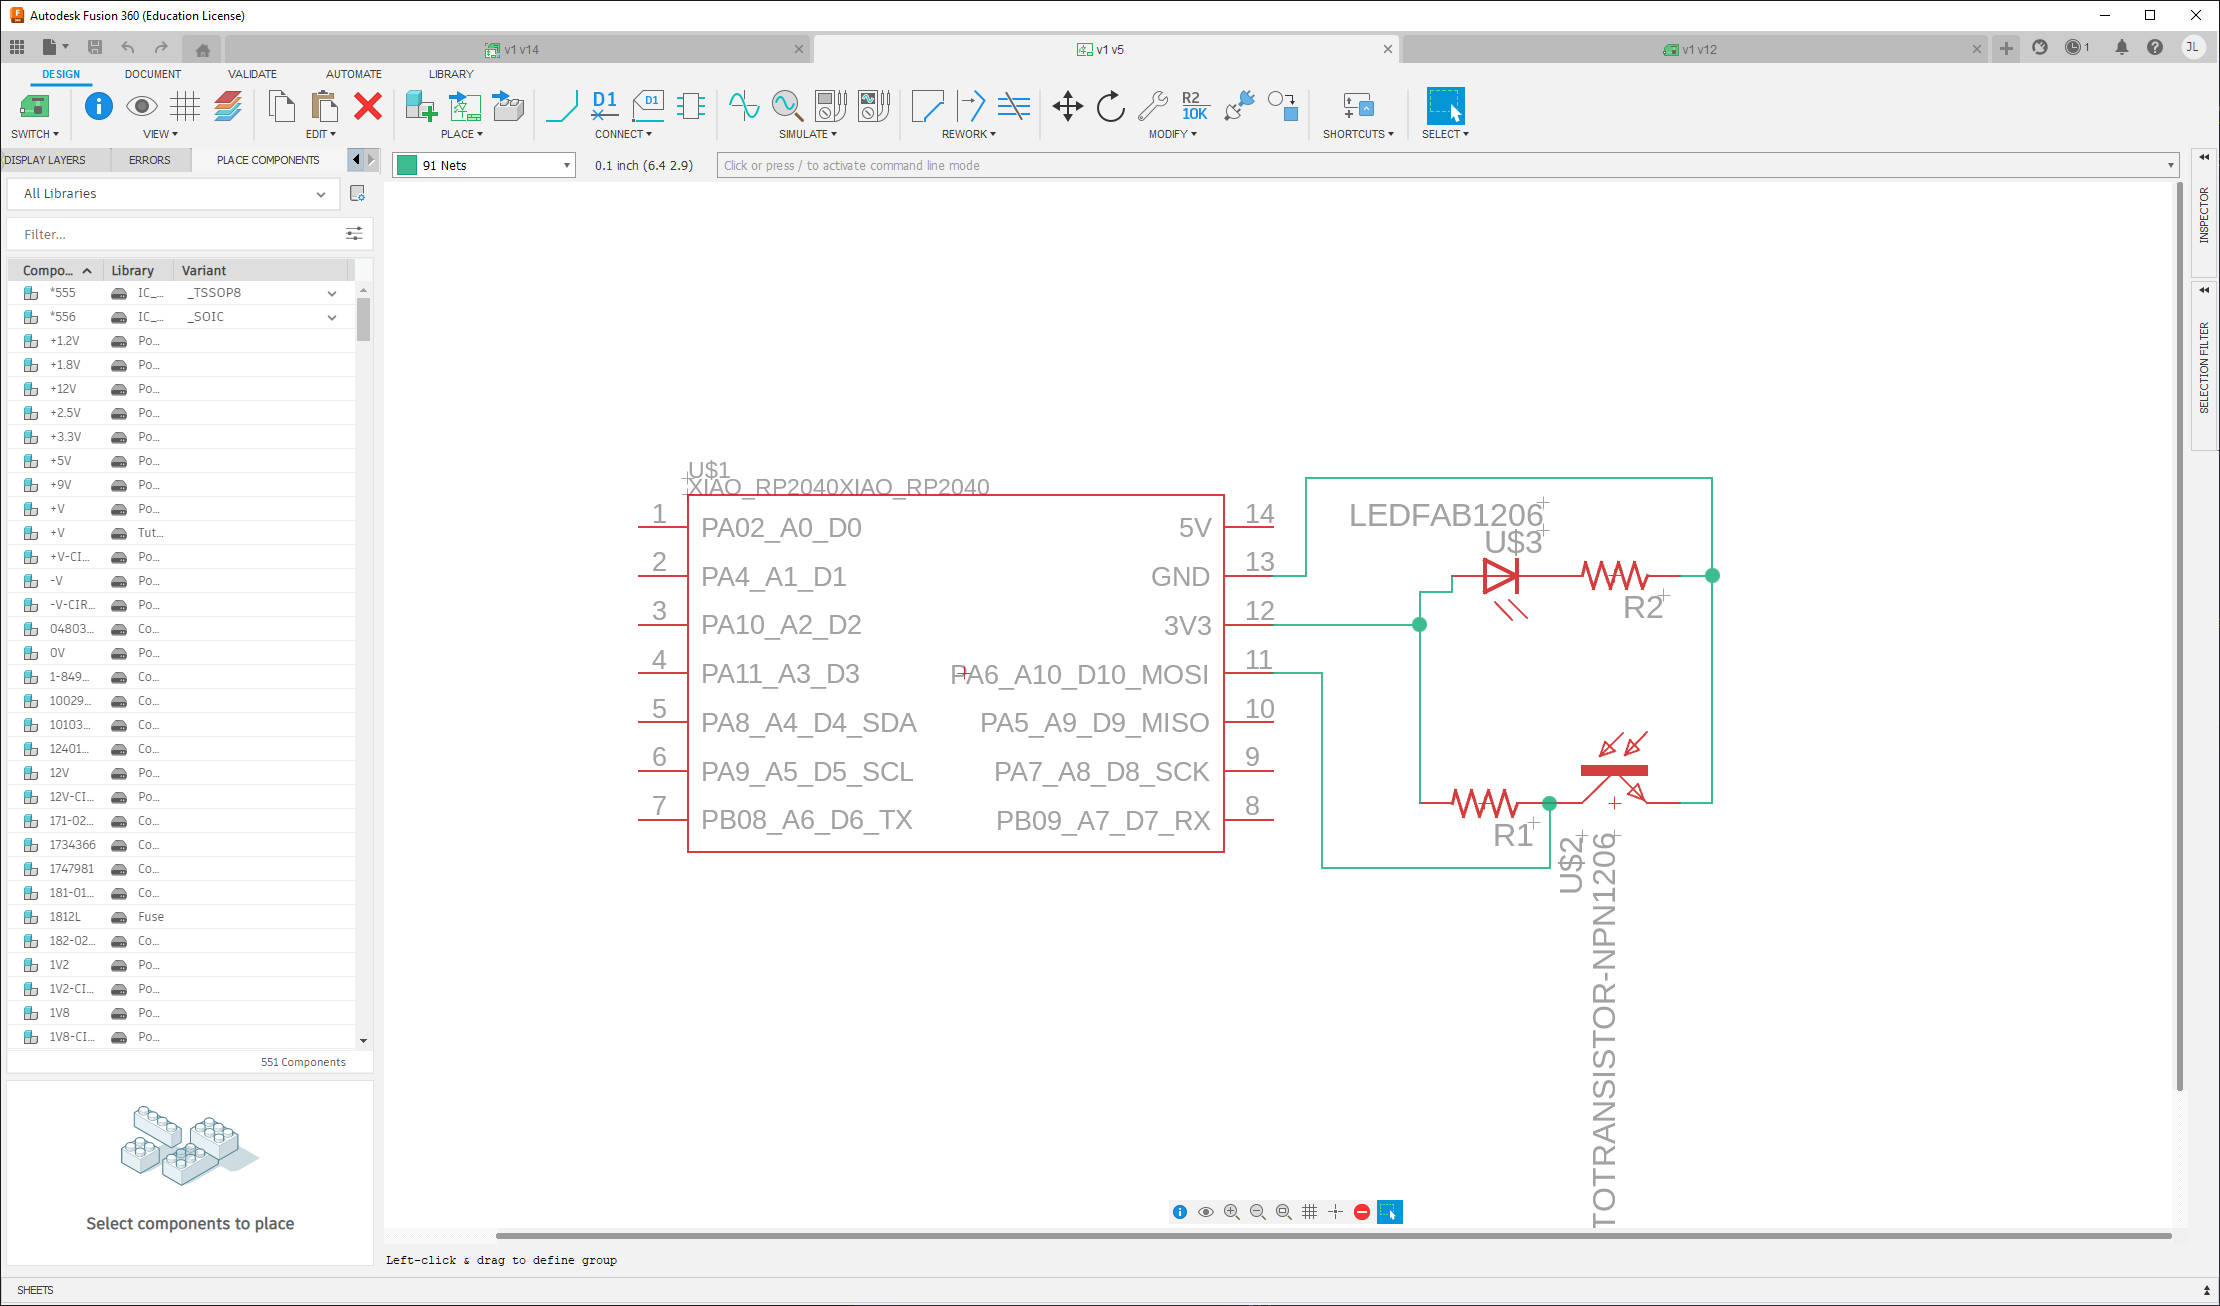 Autodesk Fusion 360 (Education License)
v1 v14
v1 v5
v1 v12
1
JL
DESIGN DOCUMENT VALIDATE AUTOMATE LIBRARY
D1
D1
R2
10K
SWITCH VIEW EDIT PLACE CONNECT SIMULATE REWORK MODIFY SHORTCUTS SELECT
DISPLAY LAYERS ERRORS PLACE COMPONENTS
91 Nets
0.1 inch (6.4 2.9)
Click or press / to activate command line mode
All Libraries
Filter...
Compo... Library Variant
*555 IC_... _TSSOP8
*556 IC_... _SOIC
+1.2V Po...
+1.8V Po...
+12V Po...
+2.5V Po...
+3.3V Po...
+5V Po...
+9V Po...
+V Po...
+V Tut...
+V-CI... Po...
-V Po...
-V-CIR... Po...
04803... Co...
0V Po...
1-849... Co...
10029... Co...
10103... Co...
12401... Co...
12V Po...
12V-CI... Po...
171-02... Co...
1734366 Co...
1747981 Co...
181-01... Co...
1812L Fuse
182-02... Co...
1V2 Po...
1V2-CI... Po...
1V8 Po...
1V8-CI... Po...
551 Components
Select components to place
INSPECTOR
SELECTION FILTER
U$1
XIAO_RP2040XIAO_RP2040
1 PA02_A0_D0 5V 14
2 PA4_A1_D1 GND 13
3 PA10_A2_D2 3V3 12
4 PA11_A3_D3 PA6_A10_D10_MOSI 11
5 PA8_A4_D4_SDA PA5_A9_D9_MISO 10
6 PA9_A5_D5_SCL PA7_A8_D8_SCK 9
7 PB08_A6_D6_TX PB09_A7_D7_RX 8
LEDFAB1206
U$3
R2
R1
U$2
TOTRANSISTOR-NPN1206
Left-click & drag to define group
SHEETS